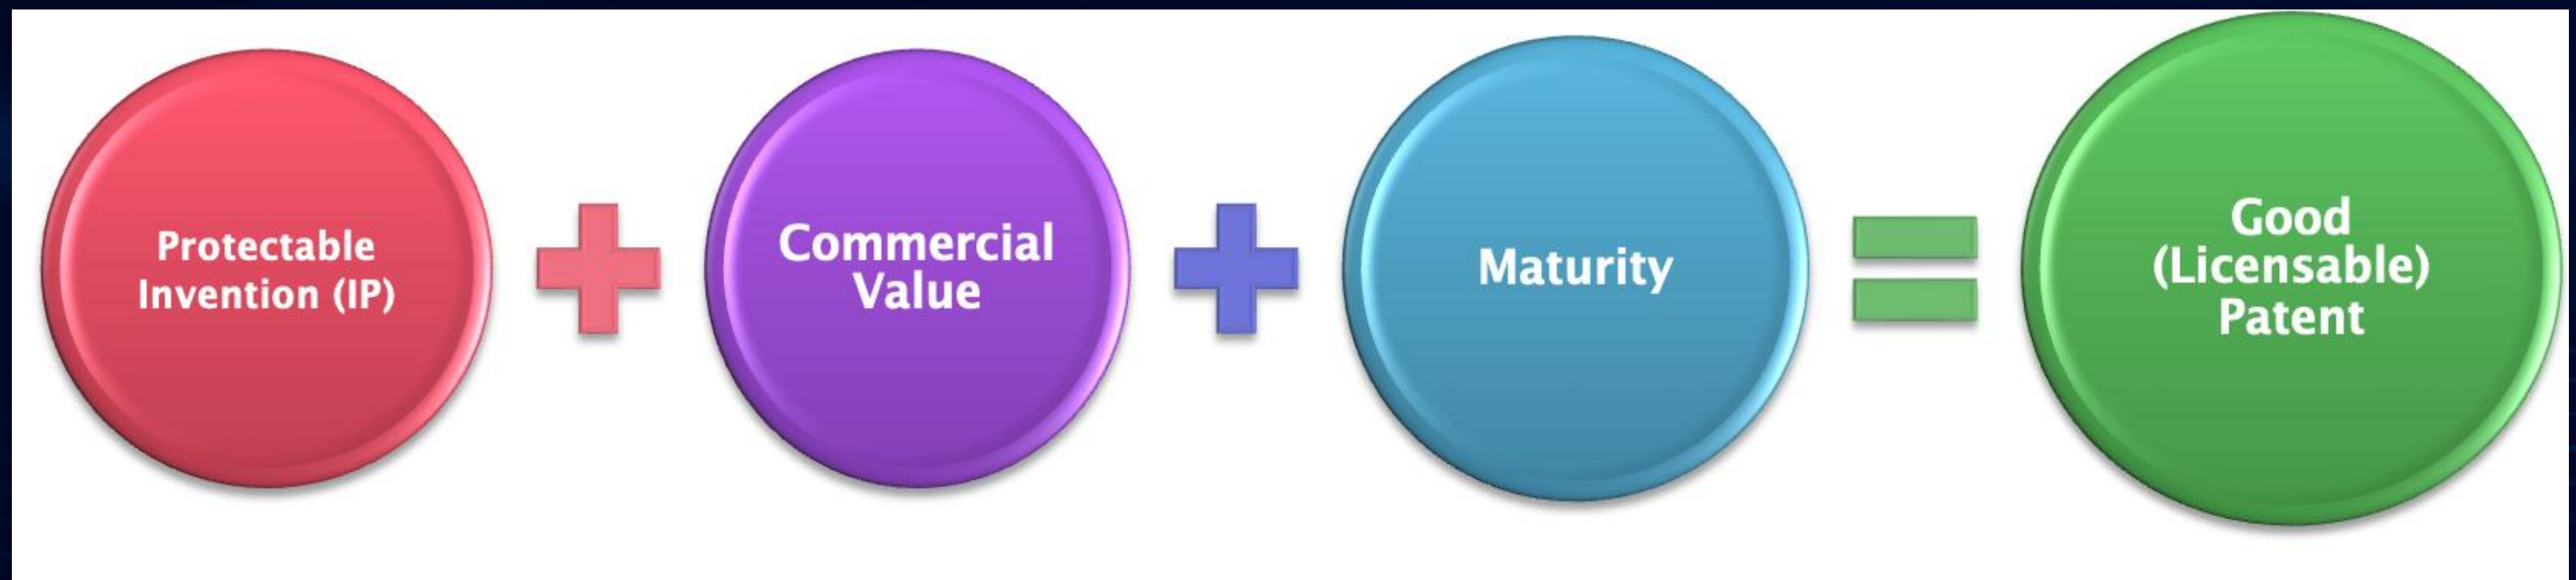 Protectable
Invention (IP)
Commercial
Value
Maturity
Good
(Licensable)
Patent